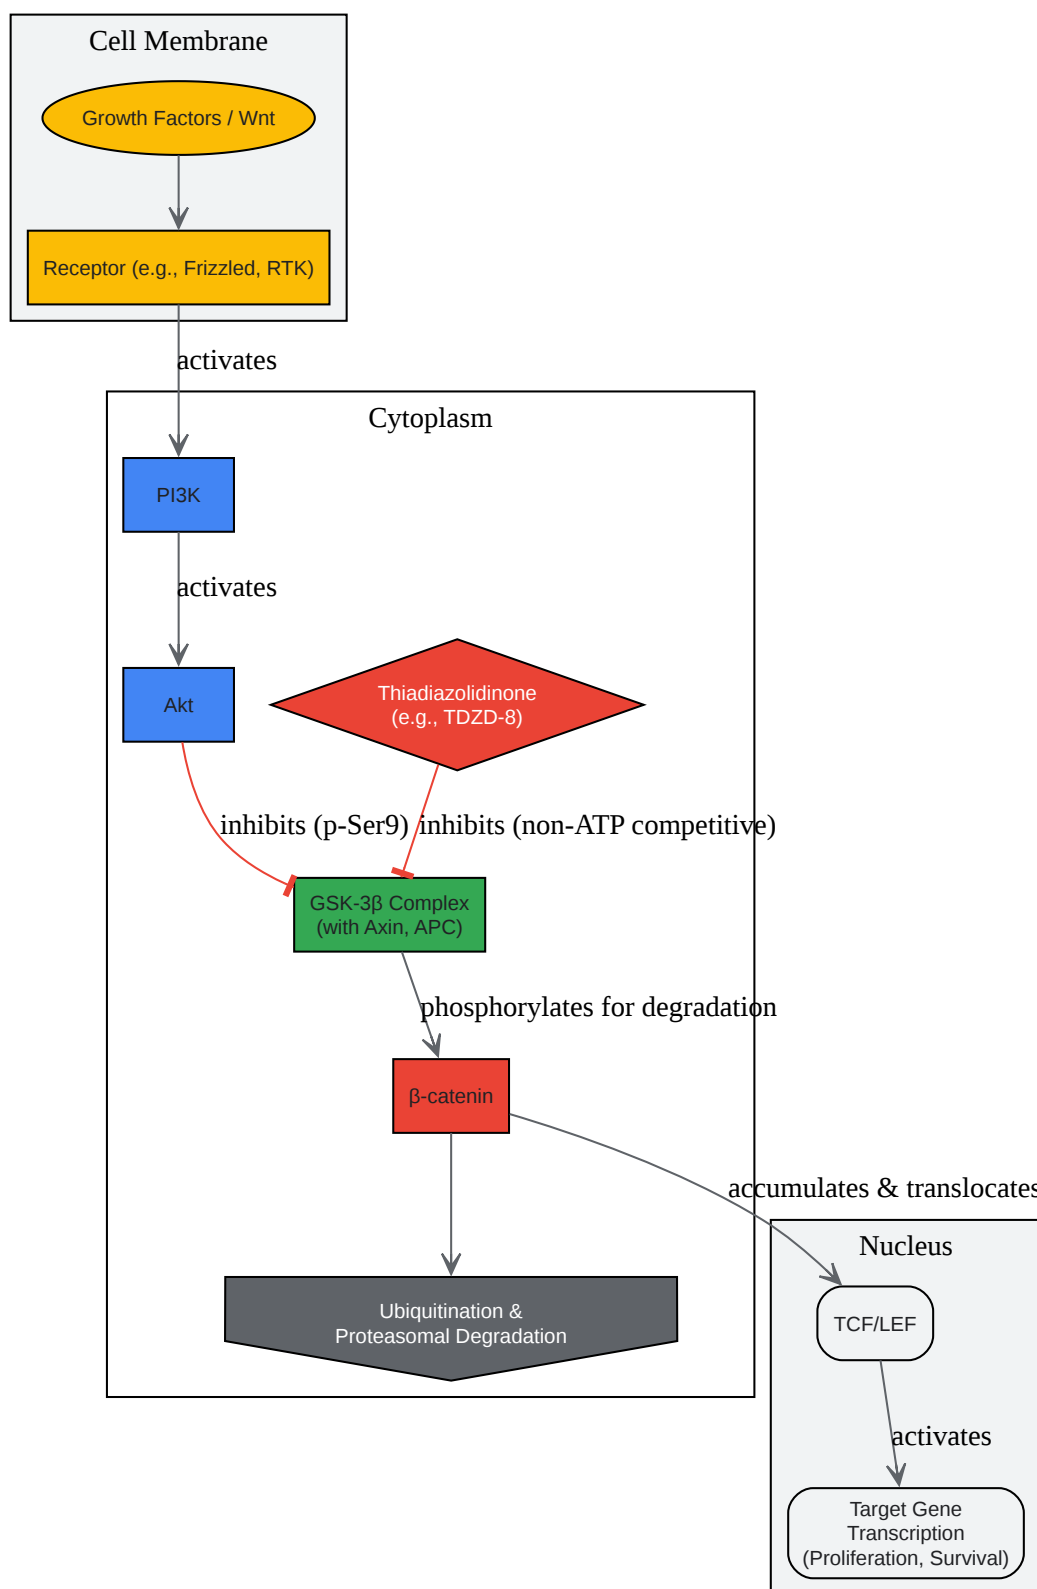 Cell Membrane
Growth Factors / Wnt
Receptor (e.g., Frizzled, RTK)
activates
Cytoplasm
PI3K
activates
Akt
Thiadiazolidinone
(e.g., TDZD-8)
inhibits (p-Ser9)
inhibits (non-ATP competitive)
GSK-3β Complex
(with Axin, APC)
phosphorylates for degradation
β-catenin
accumulates & translocates
Nucleus
Ubiquitination &
Proteasomal Degradation
TCF/LEF
activates
Target Gene
Transcription
(Proliferation, Survival)